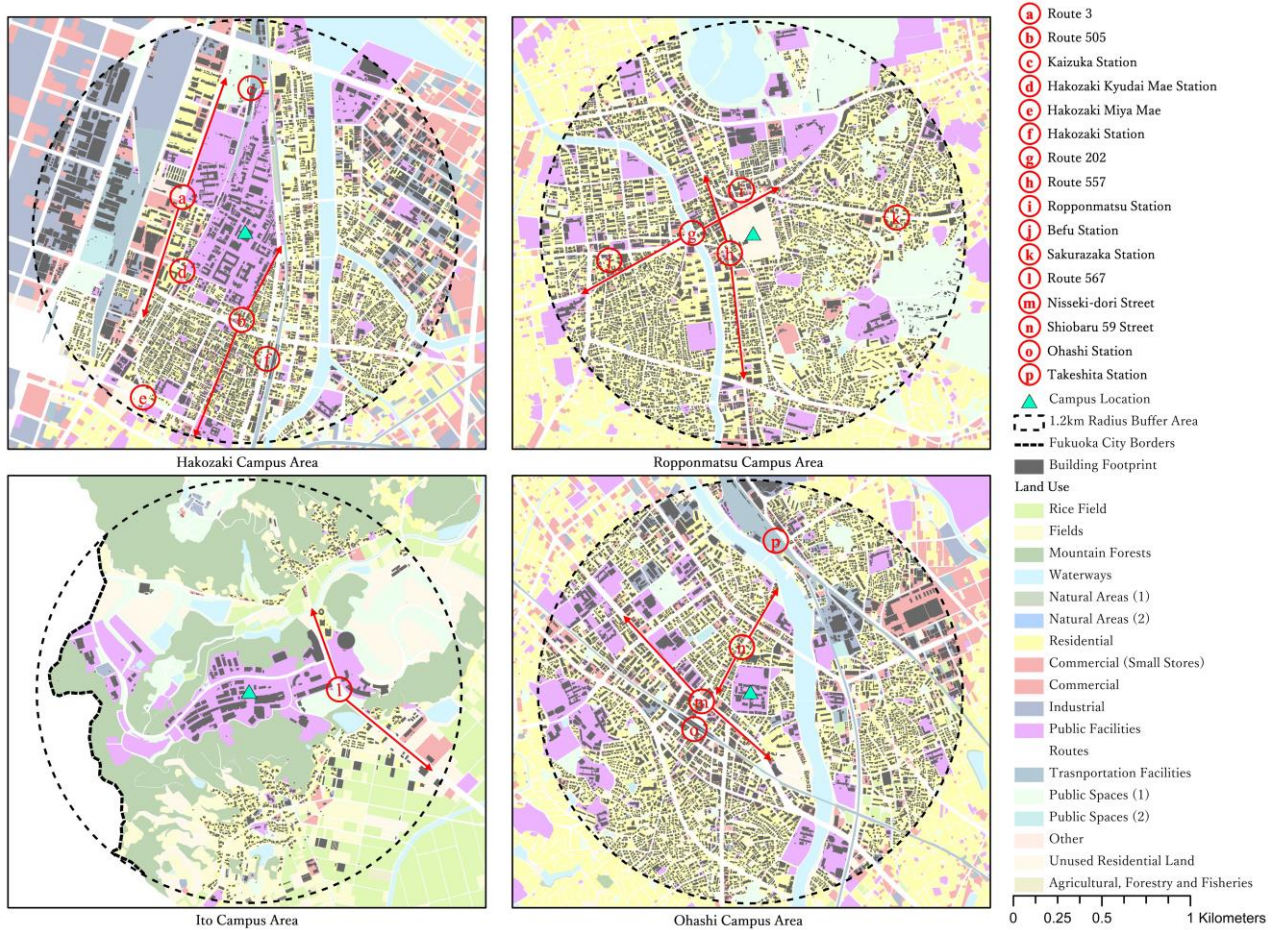 a Route 3
b Route 505
c Kaizuka Station
d Hakozaki Kyudai Mae Station
e Hakozaki Miya Mae
f Hakozaki Station
g Route 202
h Route 557
i Ropponmatsu Station
j Befu Station
k Sakurazaka Station
l Route 567
m Nisseki-dori Street
n Shiobaru 59 Street
o Ohashi Station
p Takeshita Station
Campus Location
1.2km Radius Buffer Area
Fukuoka City Borders
Building Footprint
Land Use
Rice Field
Fields
Mountain Forests
Waterways
Natural Areas (1)
Natural Areas (2)
Residential
Commercial (Small Stores)
Commercial
Industrial
Public Facilities
Routes
Trasnportation Facilities
Public Spaces (1)
Public Spaces (2)
Other
Unused Residential Land
Agricultural, Forestry and Fisheries
0 0.25 0.5 1 Kilometers
c
a
d
b
f
e
Hakozaki Campus Area
i
k
g
h
j
Ropponmatsu Campus Area
l
Ito Campus Area
p
n
m
o
Ohashi Campus Area